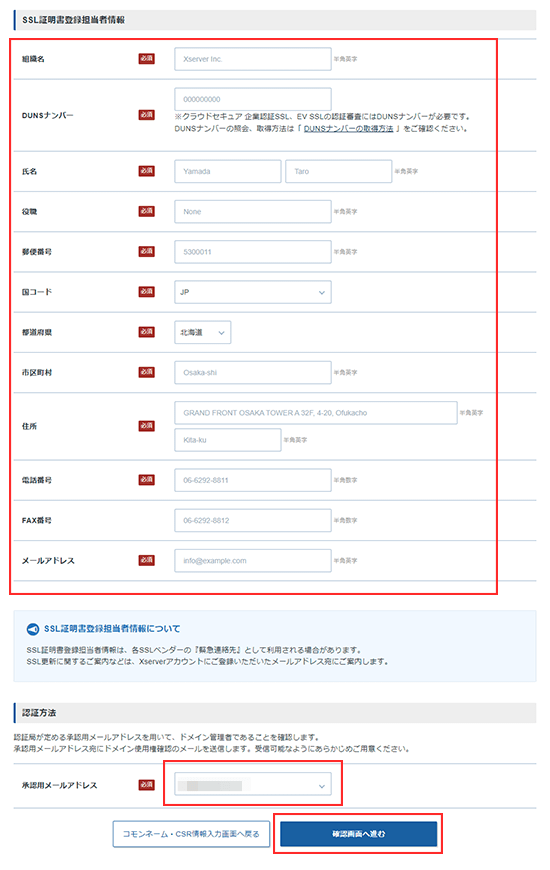 SSL証明書登録担当者情報
組織名 必須 Xserver Inc. 半角英字
DUNSナンバー 必須 000000000
※クラウドセキュア 企業認証SSL、EV SSLの認証審査にはDUNSナンバーが必要です。
DUNSナンバーの照会、取得方法は「 DUNSナンバーの取得方法 」をご確認ください。
氏名 必須 Yamada Taro 半角英字
役職 必須 None 半角英字
郵便番号 必須 5300011 半角英字
国コード 必須 JP
都道府県 必須 北海道
市区町村 必須 Osaka-shi 半角英字
住所 必須 GRAND FRONT OSAKA TOWER A 32F, 4-20, Ofukacho 半角英字
Kita-ku 半角英字
電話番号 必須 06-6292-8811 半角数字
FAX番号 06-6292-8812 半角数字
メールアドレス 必須 info@example.com 半角英字
SSL証明書登録担当者情報について
SSL証明書登録担当者情報は、各SSLベンダーの『緊急連絡先』として利用される場合があります。
SSL更新に関するご案内などは、Xserverアカウントにご登録いただいたメールアドレス宛にご案内します。
認証方法
認証局が定める承認用メールアドレスを用いて、ドメイン管理者であることを確認します。
承認用メールアドレス宛にドメイン使用権確認のメールを送信します。受信可能なようにあらかじめご用意ください。
承認用メールアドレス 必須
コモンネーム・CSR情報入力画面へ戻る 確認画面へ進む